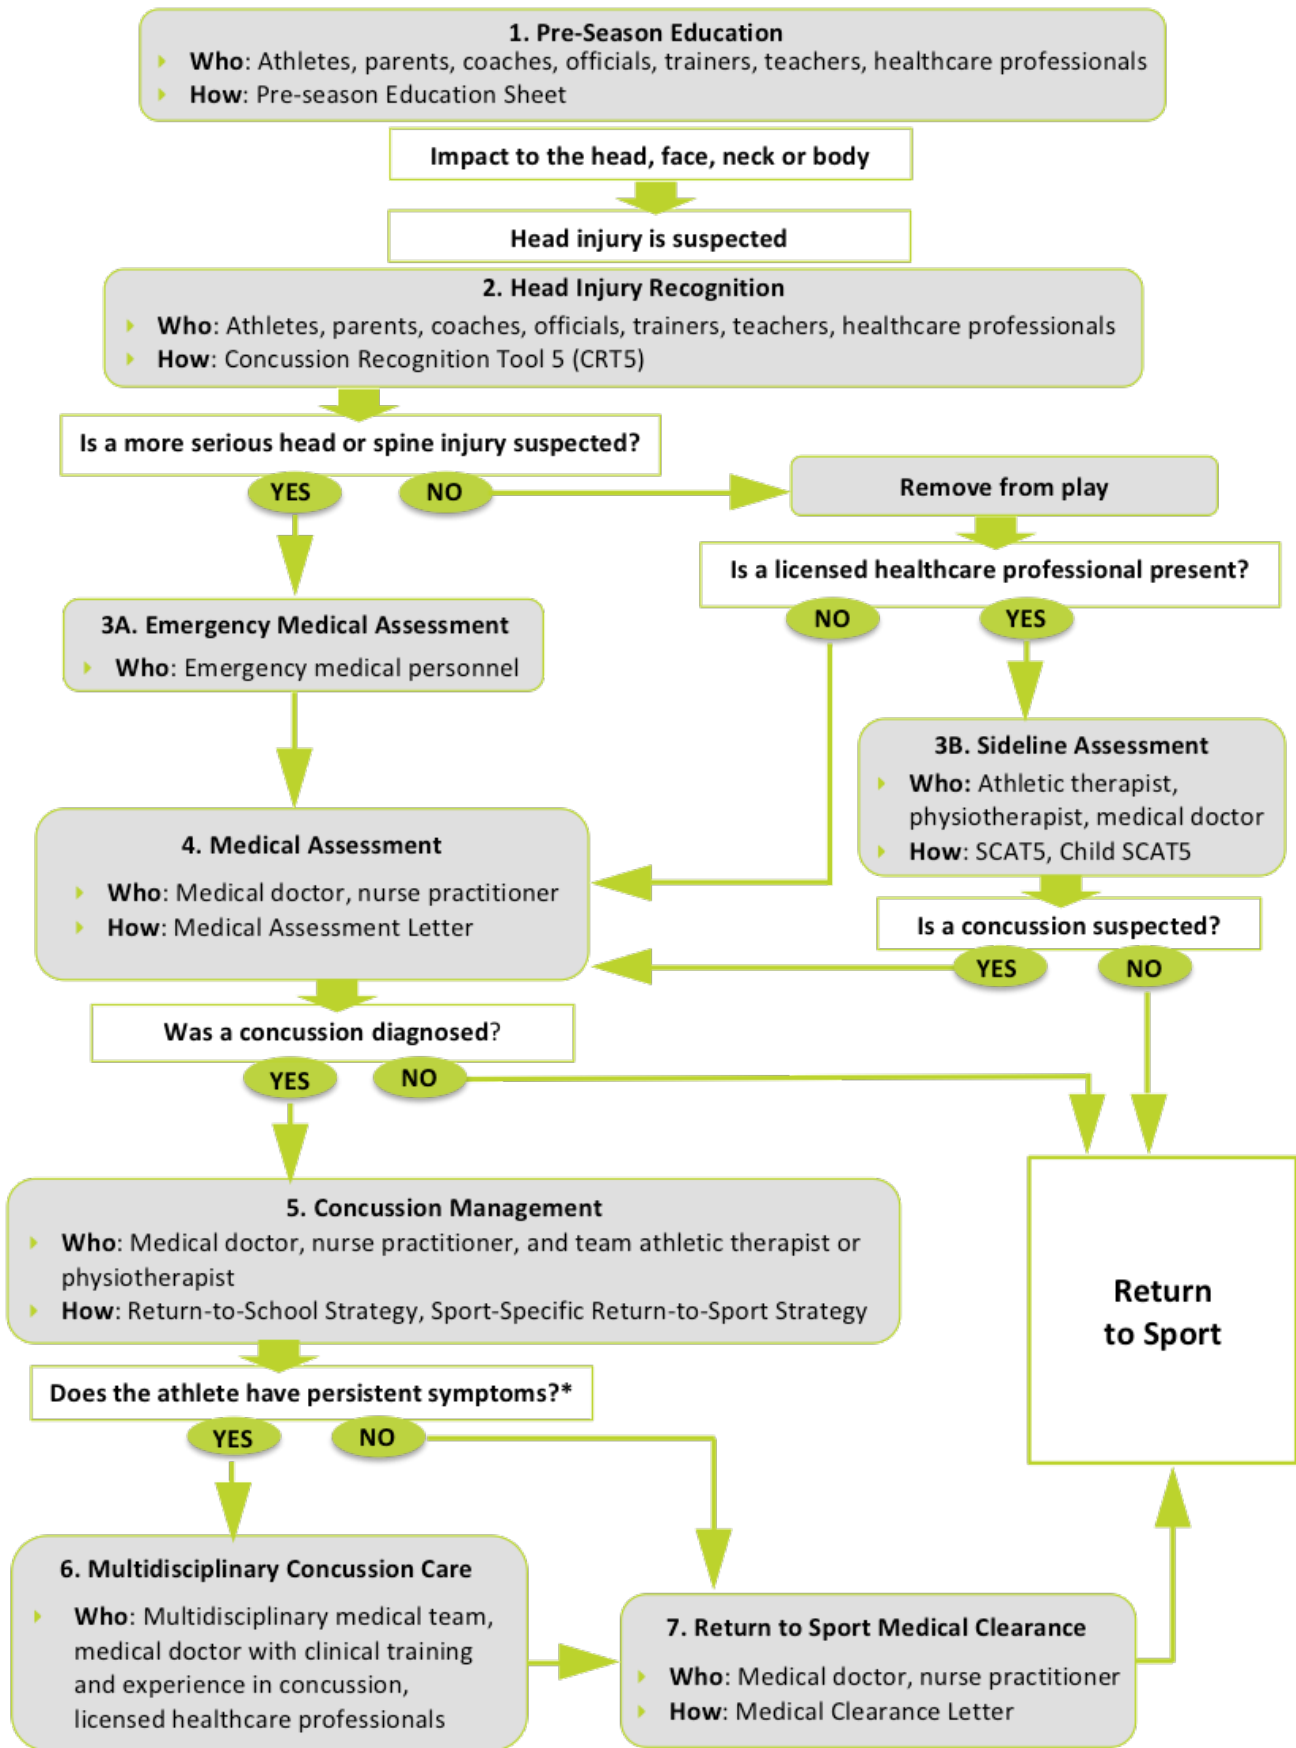 1. Pre-Season Education
Who: Athletes, parents, coaches, officials, trainers, teachers, healthcare professionals
How: Pre-season Education Sheet
Impact to the head, face, neck or body
Head injury is suspected
2. Head Injury Recognition
Who: Athletes, parents, coaches, officials, trainers, teachers, healthcare professionals
How: Concussion Recognition Tool 5 (CRT5)
Is a more serious head or spine injury suspected?
YES
NO
Remove from play
Is a licensed healthcare professional present?
NO
YES
3A. Emergency Medical Assessment
Who: Emergency medical personnel
3B. Sideline Assessment
Who: Athletic therapist,
physiotherapist, medical doctor
How: SCAT5, Child SCAT5
4. Medical Assessment
Who: Medical doctor, nurse practitioner
How: Medical Assessment Letter
Is a concussion suspected?
YES
NO
Was a concussion diagnosed?
YES
NO
5. Concussion Management
Who: Medical doctor, nurse practitioner, and team athletic therapist or
physiotherapist
How: Return-to-School Strategy, Sport-Specific Return-to-Sport Strategy
Return
to Sport
Does the athlete have persistent symptoms?*
YES
NO
6. Multidisciplinary Concussion Care
Who: Multidisciplinary medical team,
medical doctor with clinical training
and experience in concussion,
licensed healthcare professionals
7. Return to Sport Medical Clearance
Who: Medical doctor, nurse practitioner
How: Medical Clearance Letter